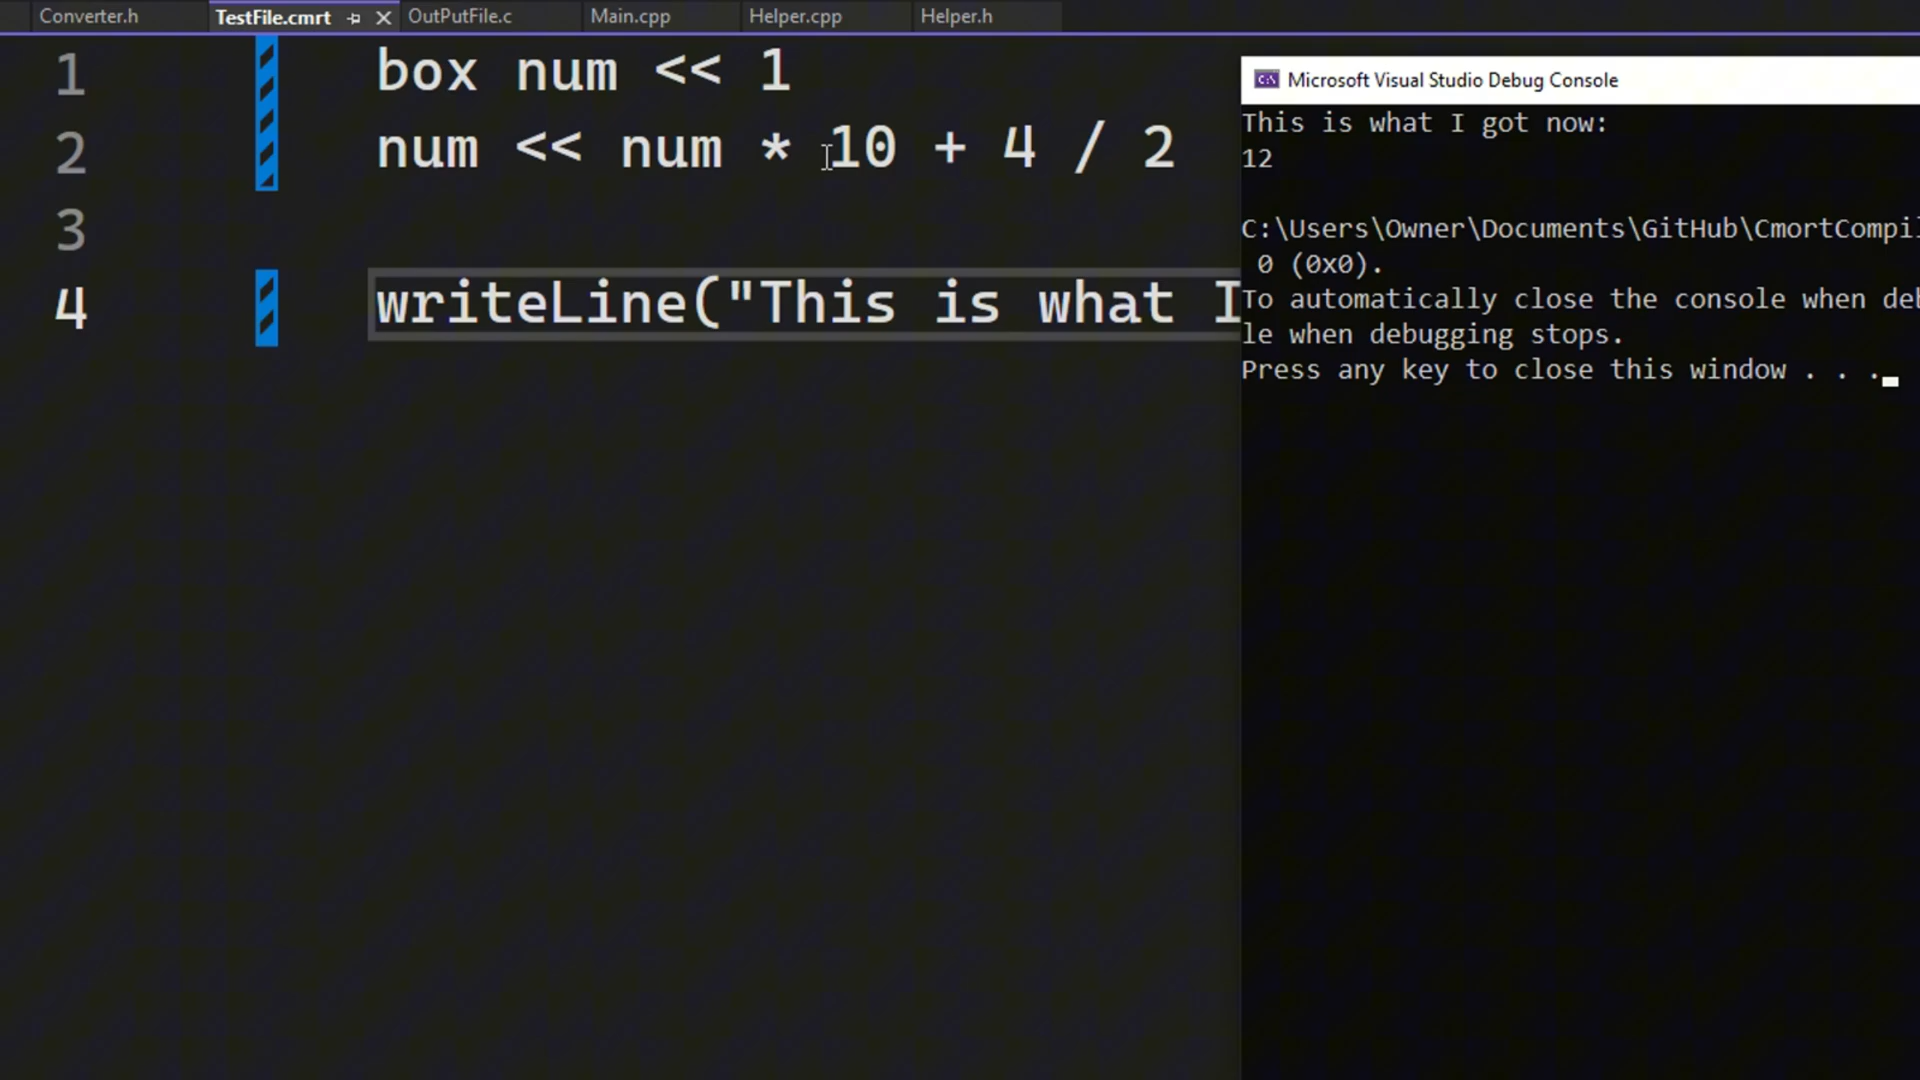 Converter.h TestFile.cmrt OutPutFile.c Main.cpp Helper.cpp Helper.h
1 box num << 1
2 num << num * 10 + 4 / 2
3
4 writeLine("This is what I
Microsoft Visual Studio Debug Console
This is what I got now:
12
C:\Users\Owner\Documents\GitHub\CmortCompil
0 (0x0).
To automatically close the console when deb
le when debugging stops.
Press any key to close this window . . .